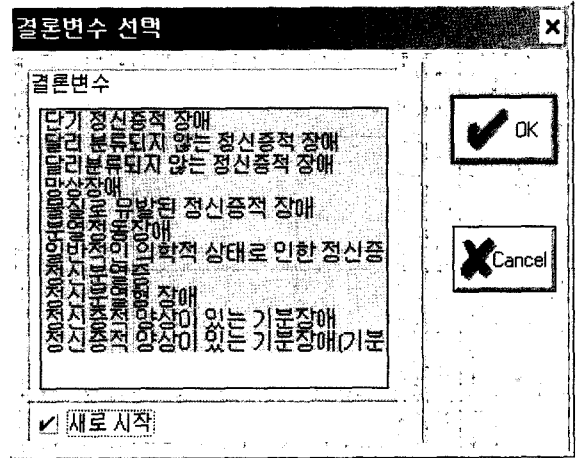 결론변수 선택
결론변수
단기 정신증적 장애
달리 분류되지 않는 정신증적 장애
달리분류되지 않는 정신증적 장애
망상장애
물질로 유발된 정신증적 장애
분열정동장애
일반적인 의학적 상태로 인한 정신증
정신분열증
정신분열형 장애
정신증적 양상이 있는 기분장애
정신증적 양상이 있는 기분장애(기분
새로 시작
OK
Cancel